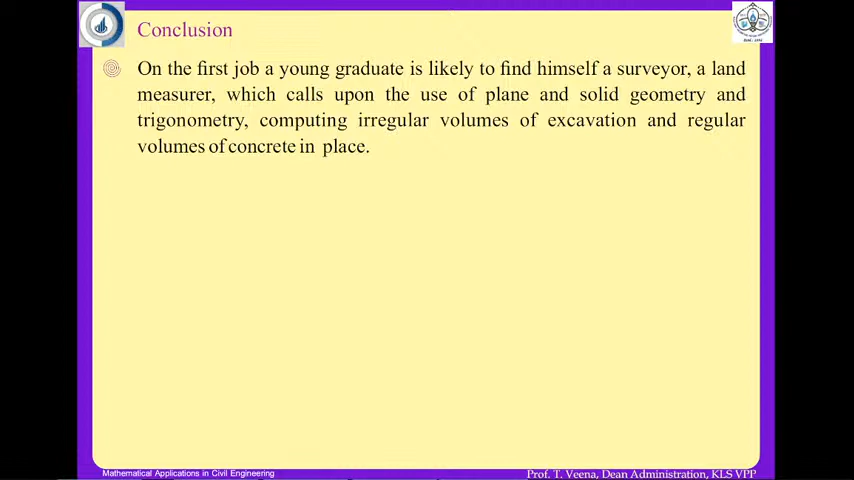 Conclusion
On the first job a young graduate is likely to find himself a surveyor, a land
measurer, which calls upon the use of plane and solid geometry and
trigonometry, computing irregular volumes of excavation and regular
volumes of concrete in place.
Mathematical Applications in Civil Engineering
Prof. T. Veena, Dean Administration, KLS VPP